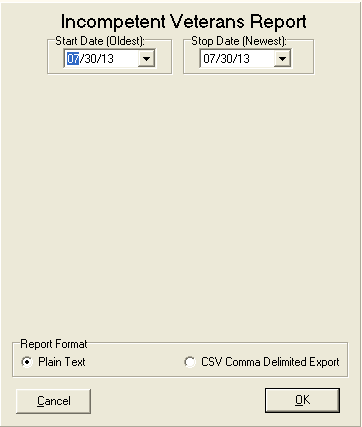 Incompetent Veterans Report
Start Date (Oldest): Stop Date (Newest):
07/30/13 07/30/13
Report Format
Plain Text CSV Comma Delimited Export
Cancel OK